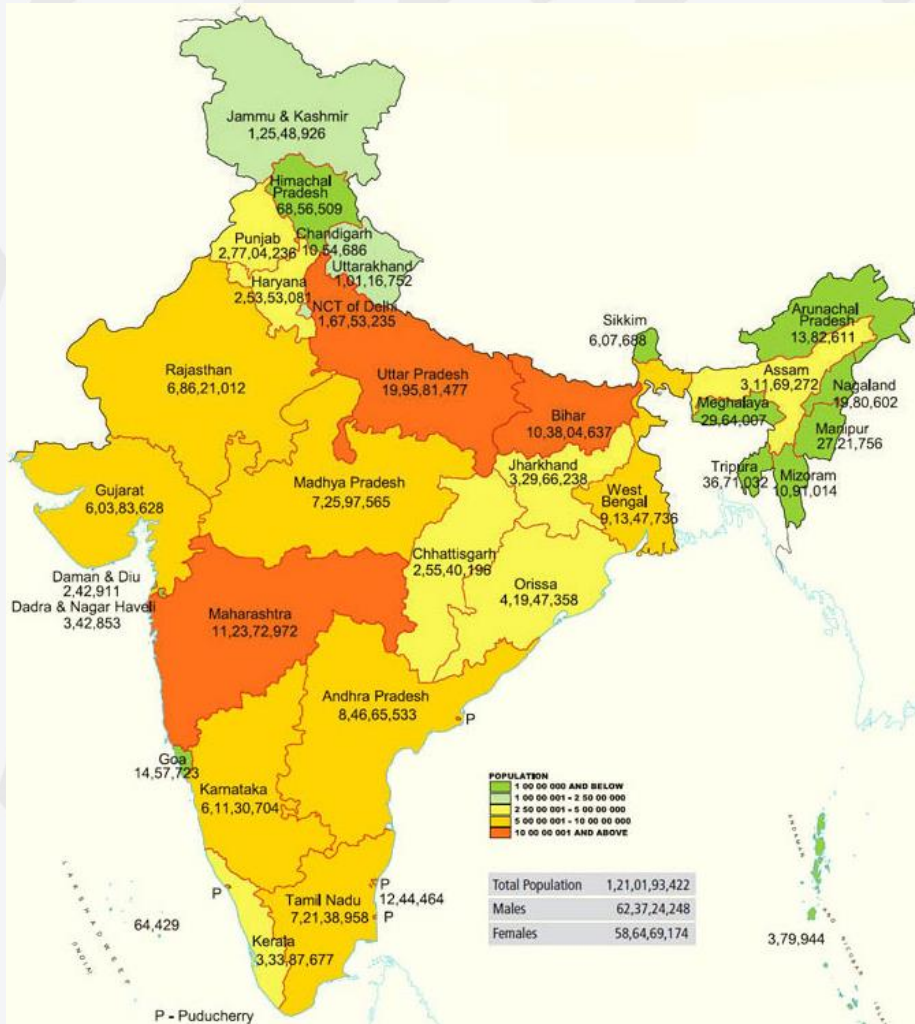 Jammu & Kashmir
1,25,48,926
Himachal
Pradesh
68,56,509
Punjab
2,77,04,236
Chandigarh
10,54,686
Uttarakhand
1,01,16,752
Haryana
2,53,53,081
NCT of Delhi
1,67,53,235
Rajasthan
6,86,21,012
Uttar Pradesh
19,95,81,477
Bihar
10,38,04,637
Sikkim
6,07,688
Arunachal
Pradesh
13,82,611
Assam
3,11,69,272
Nagaland
19,80,602
Meghalaya
29,64,007
Manipur
27,21,756
Tripura
36,71,032
Mizoram
10,91,014
Jharkhand
3,29,66,238
West
Bengal
9,13,47,736
Gujarat
6,03,83,628
Madhya Pradesh
7,25,97,565
Chhattisgarh
2,55,40,196
Orissa
4,19,47,358
Daman & Diu
2,42,911
Dadra & Nagar Haveli
3,42,853
Maharashtra
11,23,72,972
Andhra Pradesh
8,46,65,533
P
Goa
14,57,723
Karnataka
6,11,30,704
POPULATION
1 00 00 000 AND BELOW
1 00 00 001 - 2 50 00 000
2 50 00 001 - 5 00 00 000
5 00 00 001 - 10 00 00 000
10 00 00 001 AND ABOVE
Total Population 1,21,01,93,422
Males 62,37,24,248
Females 58,64,69,174
P
P
12,44,464
P
Tamil Nadu
7,21,38,958
Kerala
3,33,87,677
LAKSHADWEEP
(INDIA)
64,429
ANDAMAN
AND NICOBAR
3,79,944
P - Puducherry